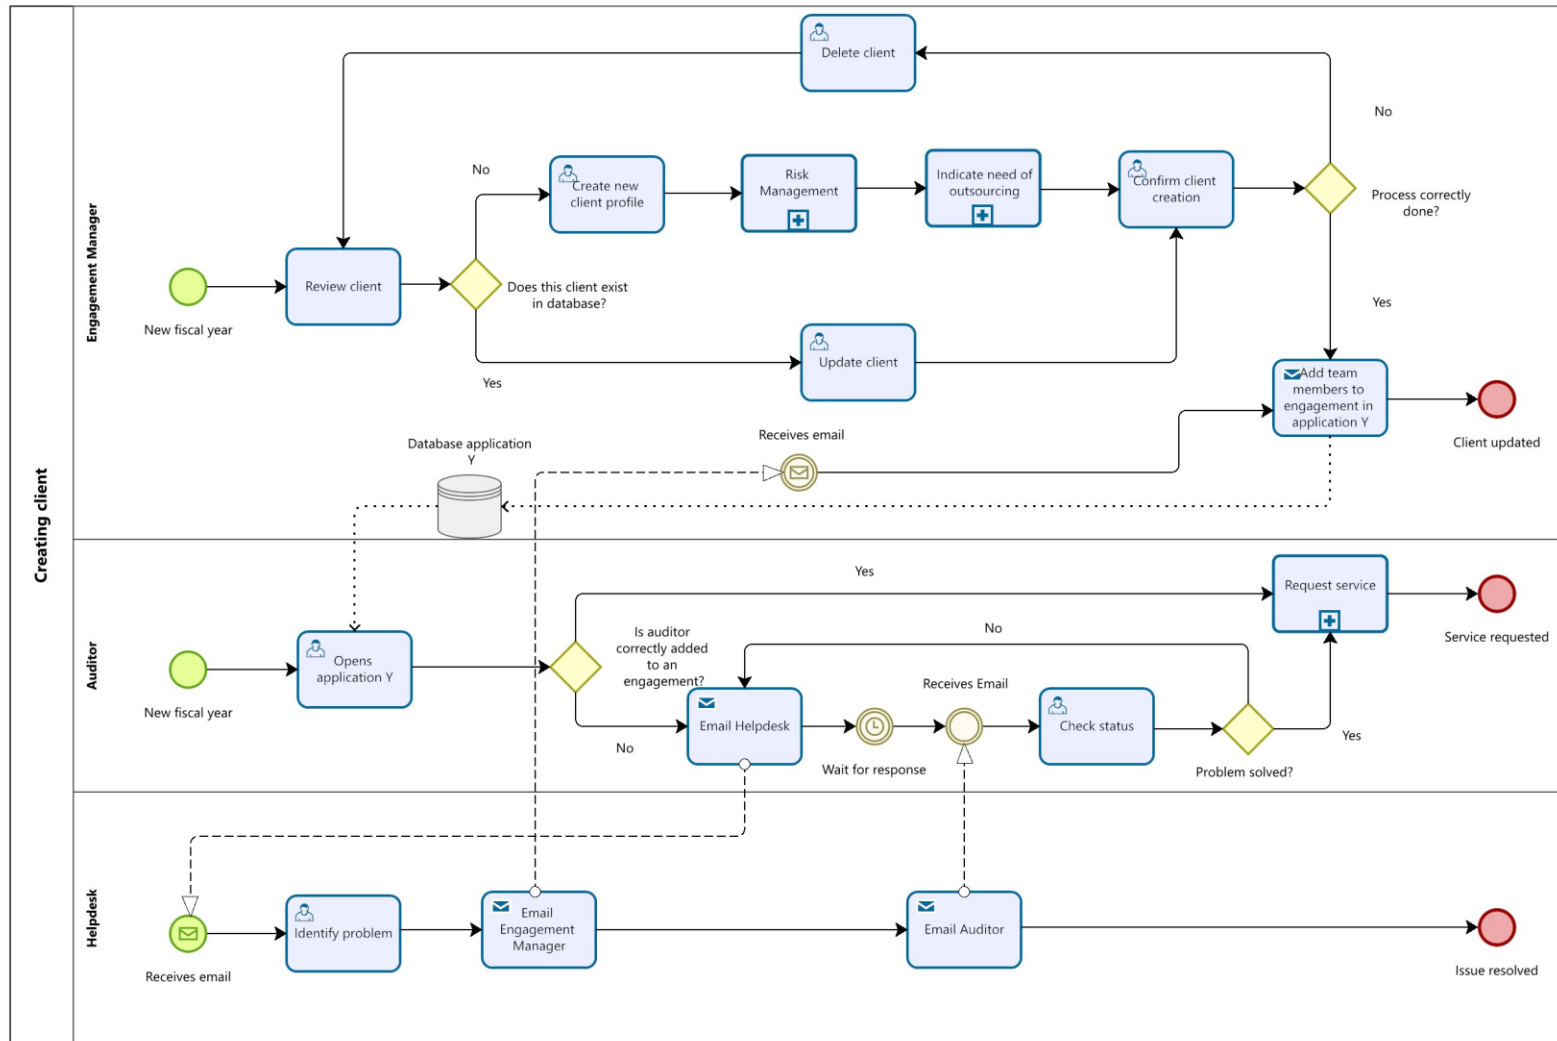 Creating client
Engagement Manager
Delete client
No
No
Create new
client profile
Risk
Management
Indicate need of
outsourcing
Confirm client
creation
Process correctly
done?
Review client
Does this client exist
in database?
New fiscal year
Yes
Update client
Yes
Add team
members to
engagement in
application Y
Client updated
Receives email
Database application
Y
Auditor
Yes
Request service
Service requested
Is auditor
correctly added
to an
engagement?
No
Opens
application Y
New fiscal year
Receives Email
Email Helpdesk
No
Wait for response
Check status
Yes
Problem solved?
Helpdesk
Receives email
Identify problem
Email
Engagement
Manager
Email Auditor
Issue resolved